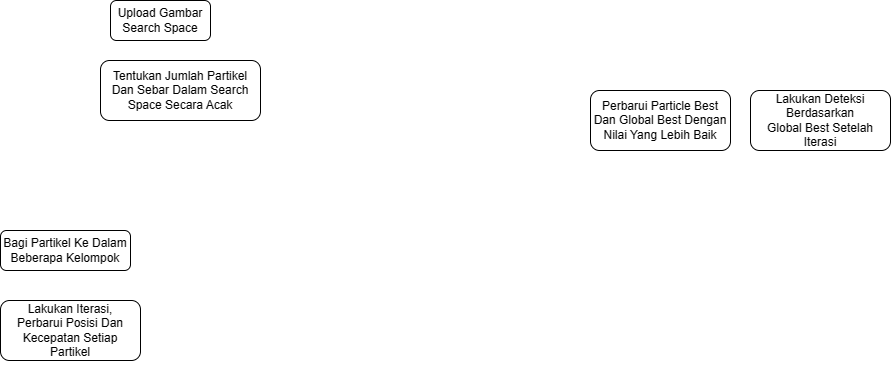 Upload Gambar
Search Space
Tentukan Jumlah Partikel
Dan Sebar Dalam Search
Space Secara Acak
Perbarui Particle Best
Dan Global Best Dengan
Nilai Yang Lebih Baik
Lakukan Deteksi
Berdasarkan
Global Best Setelah
Iterasi
Bagi Partikel Ke Dalam
Beberapa Kelompok
Lakukan Iterasi,
Perbarui Posisi Dan
Kecepatan Setiap
Partikel